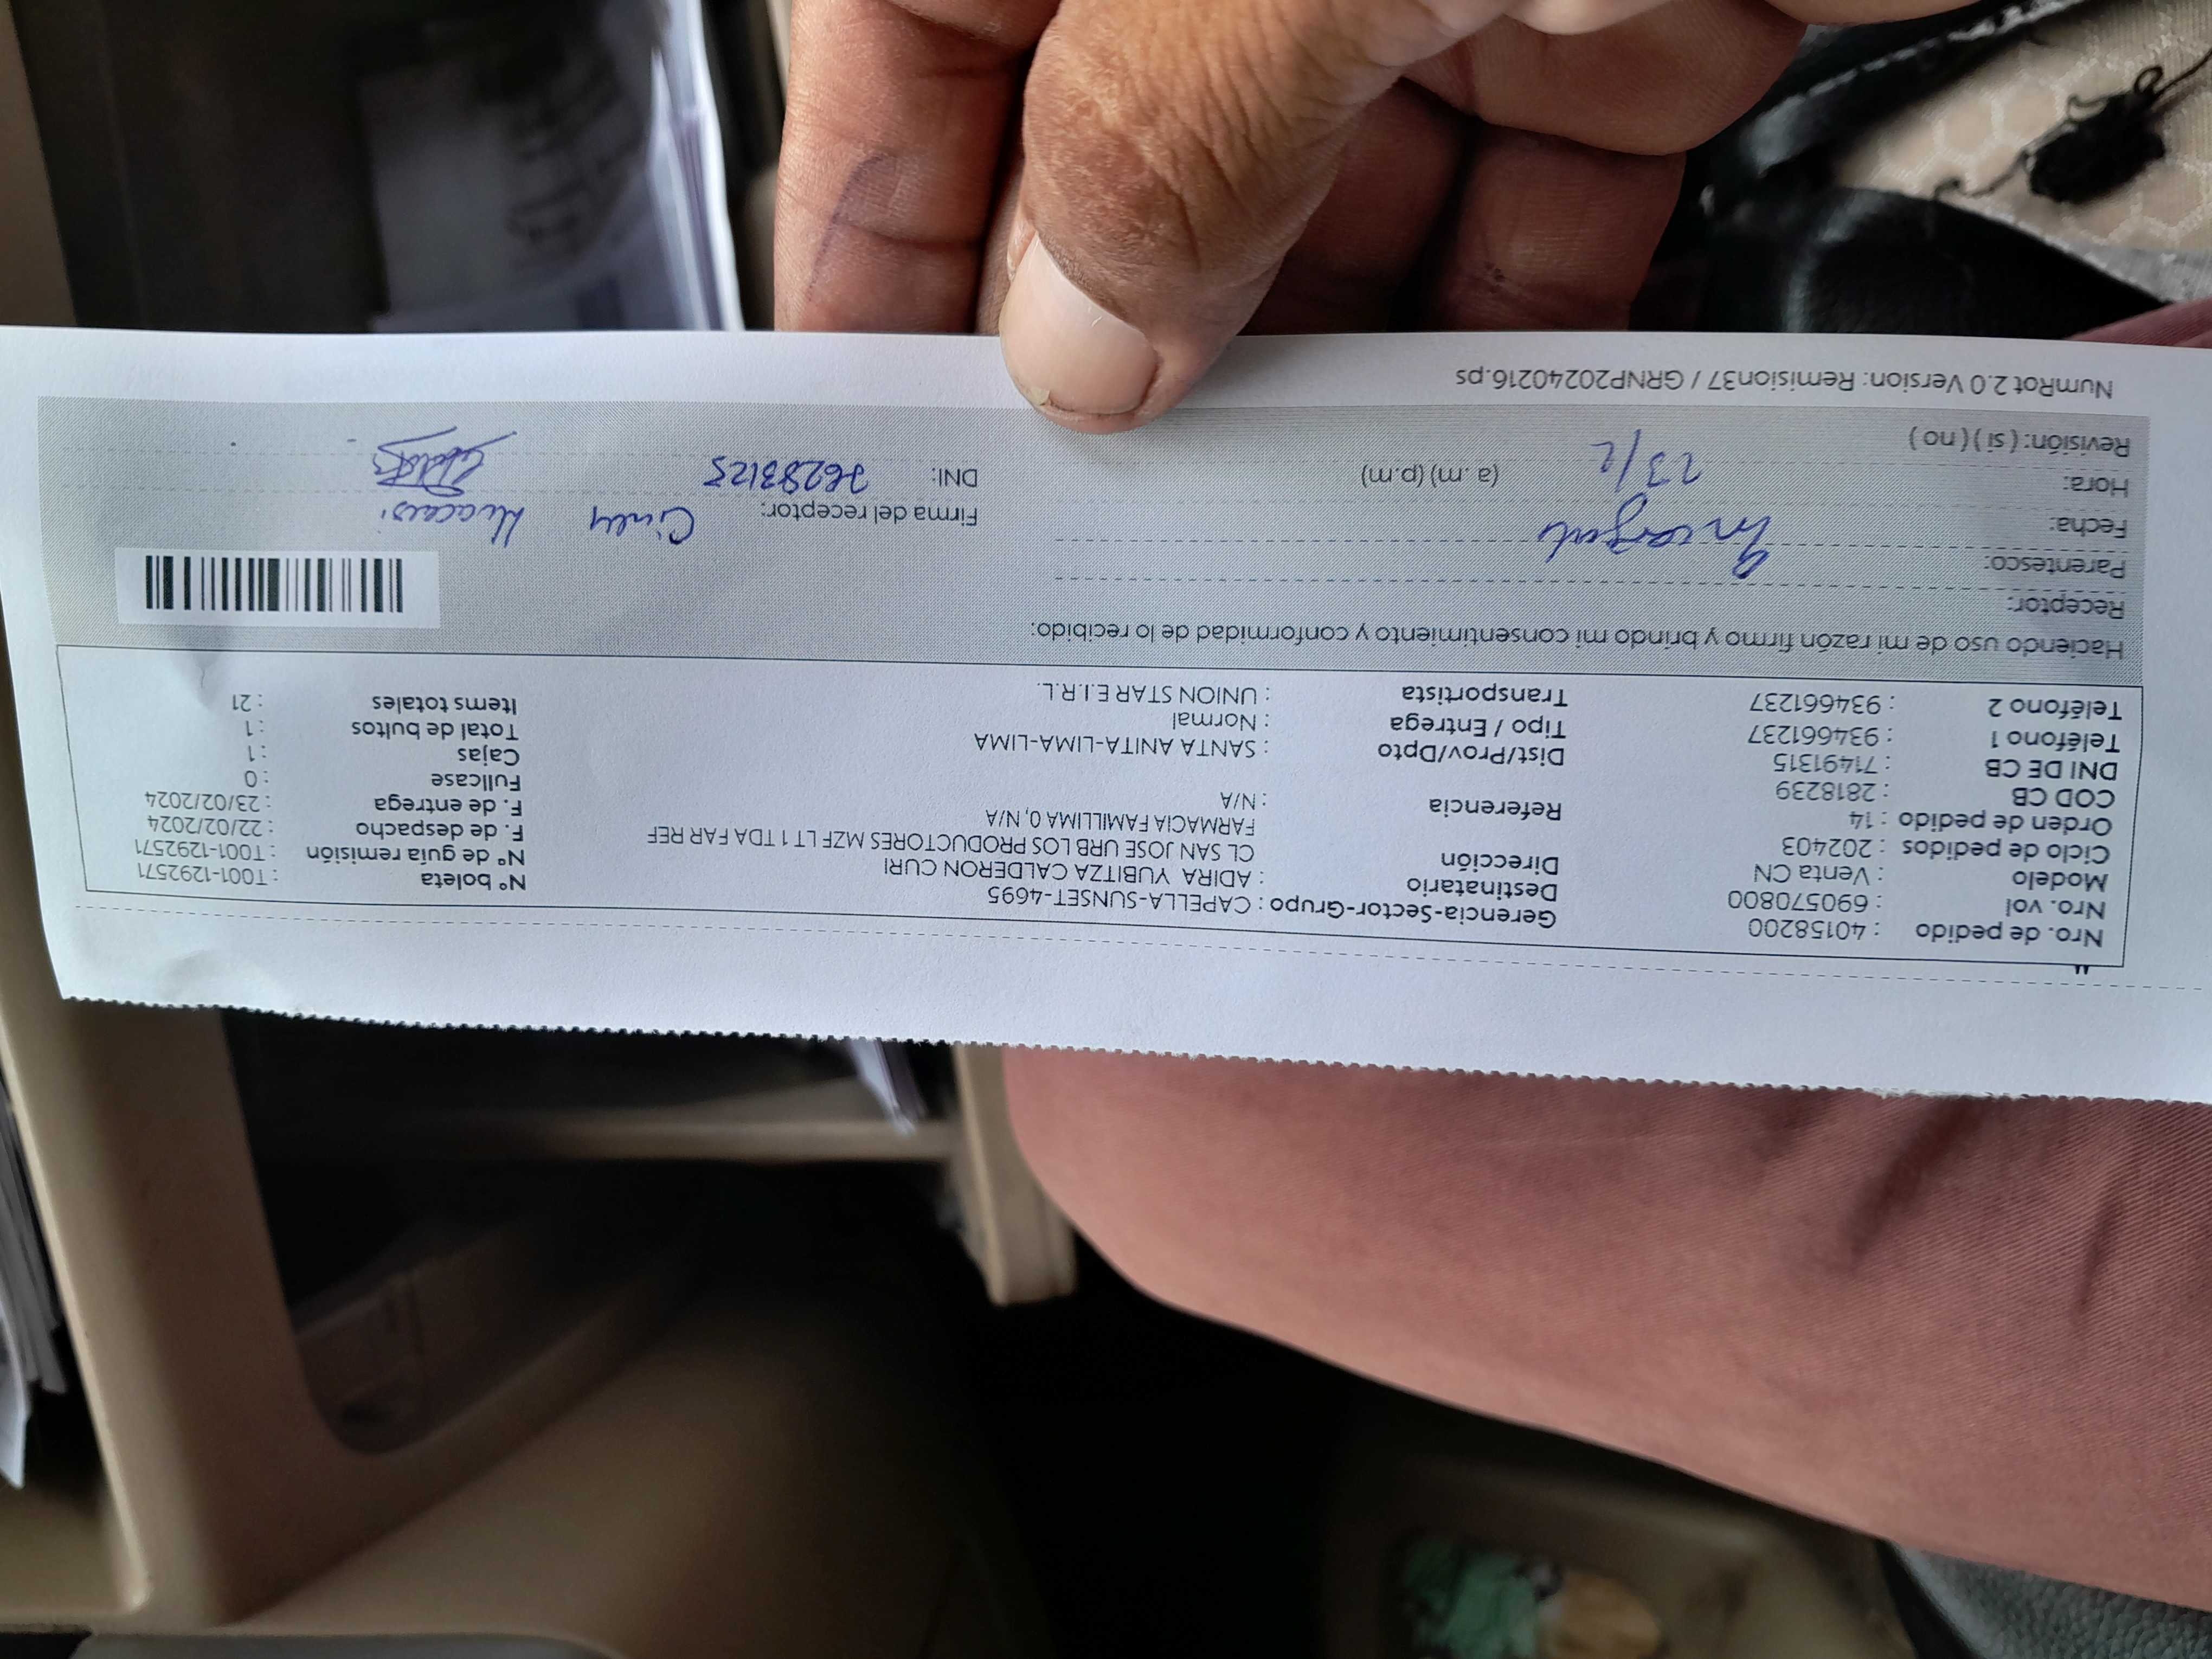 Nro. de pedido : 40158200
Nro. vol : 690570800
Modelo : Venta CN
Ciclo de pedidos : 202403
Orden de pedido : 14
COD CB : 2818239
DNI DE CB : 71491315
Teléfono 1 : 934661237
Teléfono 2 : 934661237
Gerencia-Sector-Grupo : CAPELLA-SUNSET-4695
Destinatario : ADIRA YUBITZA CALDERON CURI
Dirección CL SAN JOSE URB LOS PRODUCTORES MZF LT 1 TDA FAR REF
FARMACIA FAMILLIMA 0, N/A
Referencia : N/A
Dist/Prov/Dpto : SANTA ANITA-LIMA-LIMA
Tipo / Entrega : Normal
Transportista : UNION STAR E.I.R.L.
N° boleta : T001-1292571
N° de guía remisión : T001-1292571
F. de despacho : 22/02/2024
F. de entrega : 23/02/2024
Fullcase : 0
Cajas : 1
Total de bultos : 1
Items totales : 21
Haciendo uso de mi razón firmo y brindo mi consentimiento y conformidad de lo recibido:
Receptor:
Parentesco:
Fecha:
Hora: 23/2 (a.m) (p.m)
Revisión: ( si ) ( no )
Firma del receptor: Cindy
DNI: 76283125
NumRot 2.0 Version: Remision37 / GRNP20240216.ps